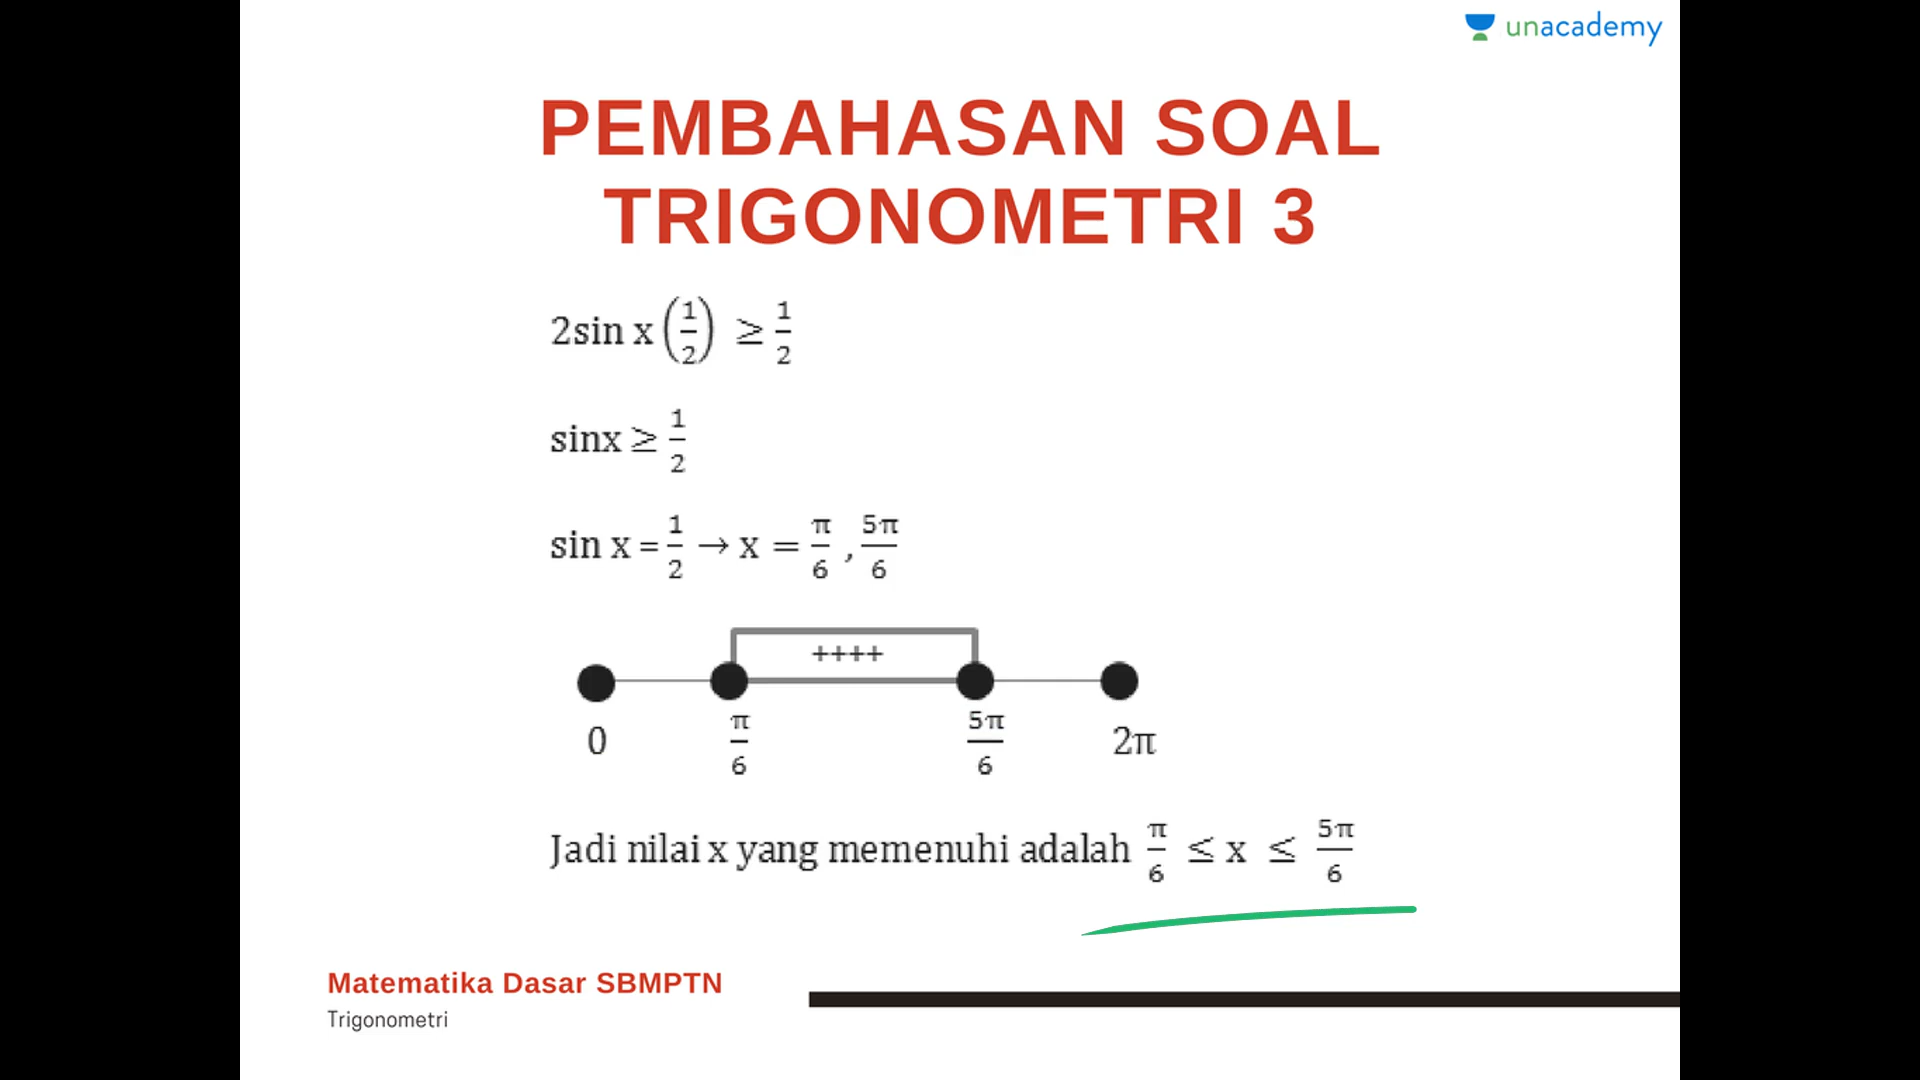 unacademy
PEMBAHASAN SOAL
TRIGONOMETRI 3
2sin x (1/2) ≥ 1/2
sinx ≥ 1/2
sin x = 1/2 → x = π/6 , 5π/6
++++
0 π/6 5π/6 2π
Jadi nilai x yang memenuhi adalah π/6 ≤ x ≤ 5π/6
Matematika Dasar SBMPTN
Trigonometri